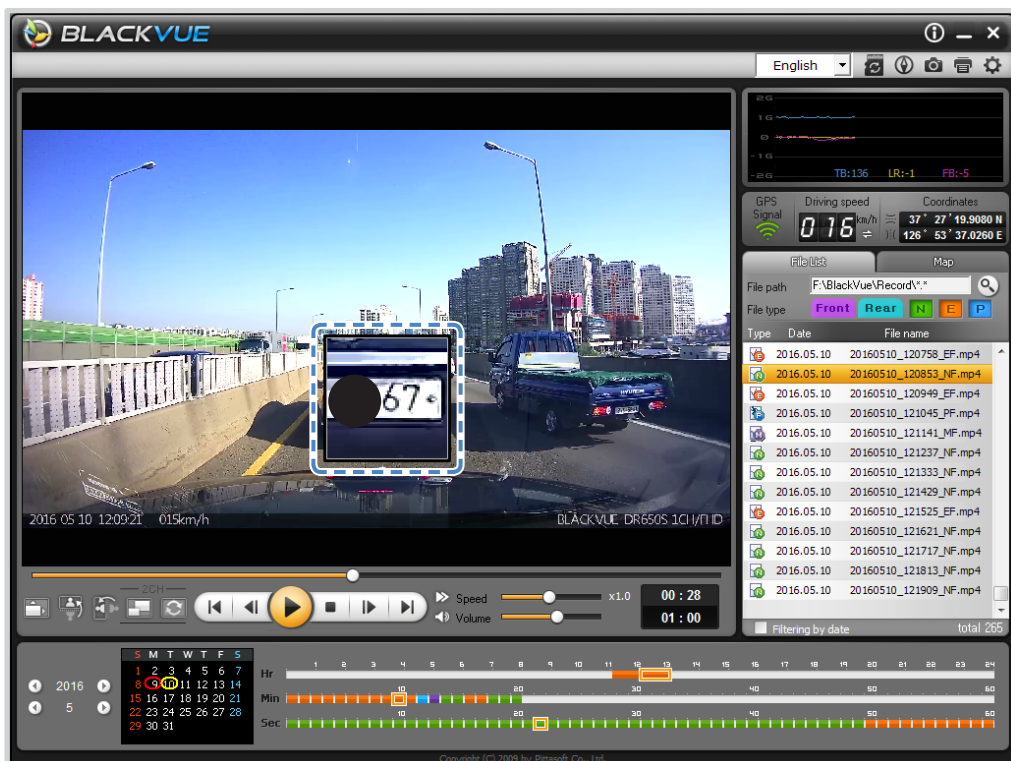 BLACKVUE
English
2G
1G
0
-1G
-2G
TB:136 LR:-1 FB:-5
GPS Signal
Driving speed
016 km/h
Coordinates
37° 27' 19.9080 N
126° 53' 37.0260 E
File List Map
File path F:\BlackVue\Record\*.*
File type Front Rear N E P
Type Date File name
2016.05.10 20160510_120758_EF.mp4
2016.05.10 20160510_120853_NF.mp4
2016.05.10 20160510_120949_EF.mp4
2016.05.10 20160510_121045_PF.mp4
2016.05.10 20160510_121141_MF.mp4
2016.05.10 20160510_121237_NF.mp4
2016.05.10 20160510_121333_NF.mp4
2016.05.10 20160510_121429_NF.mp4
2016.05.10 20160510_121525_EF.mp4
2016.05.10 20160510_121621_NF.mp4
2016.05.10 20160510_121717_NF.mp4
2016.05.10 20160510_121813_NF.mp4
2016.05.10 20160510_121909_NF.mp4
Filtering by date total 265
67
HYUNDAI
2016 05 10 12:09:21 015km/h
BLACKVUE DR650S 1CH/FHD
2CH
Speed x1.0
Volume
00 : 28
01 : 00
2016
5
S M T W T F S
1 2 3 4 5 6 7
8 9 10 11 12 13 14
15 16 17 18 19 20 21
22 23 24 25 26 27 28
29 30 31
Hr 1 2 3 4 5 6 7 8 9 10 11 12 13 14 15 16 17 18 19 20 21 22 23 24
Min 10 20 30 40 50 60
Sec 10 20 30 40 50 60
Copyright (C) 2009 by Pittasoft Co., Ltd.